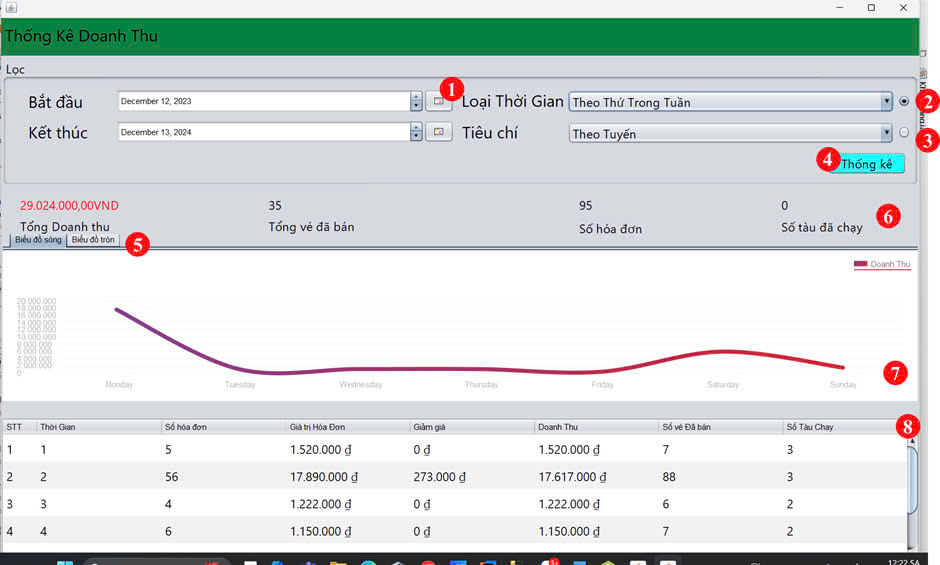 Thống Kê Doanh Thu
Lọc
Bắt đầu December 12, 2023 1 Loại Thời Gian Theo Thứ Trong Tuần 2
Kết thúc December 13, 2024 Tiêu chí Theo Tuyến 3
4 Thống kê
29.024.000,00VND 35 95 0
Tổng Doanh thu Tổng vé đã bán Số hóa đơn Số tàu đã chạy 6
Biểu đồ sóng Biểu đồ tròn 5
Doanh Thu
20.000.000
18.000.000
16.000.000
14.000.000
12.000.000
10.000.000
8.000.000
6.000.000
4.000.000
2.000.000
0
Monday Tuesday Wednesday Thursday Friday Saturday Sunday
7
STT Thời Gian Số hóa đơn Giá trị Hóa Đơn Giảm giá Doanh Thu Số vé Đã bán Số Tàu Chạy 8
1 1 5 1.520.000 ₫ 0 ₫ 1.520.000 ₫ 7 3
2 2 56 17.890.000 ₫ 273.000 ₫ 17.617.000 ₫ 88 3
3 3 4 1.222.000 ₫ 0 ₫ 1.222.000 ₫ 6 2
4 4 6 1.150.000 ₫ 0 ₫ 1.150.000 ₫ 7 2
12:22 SA